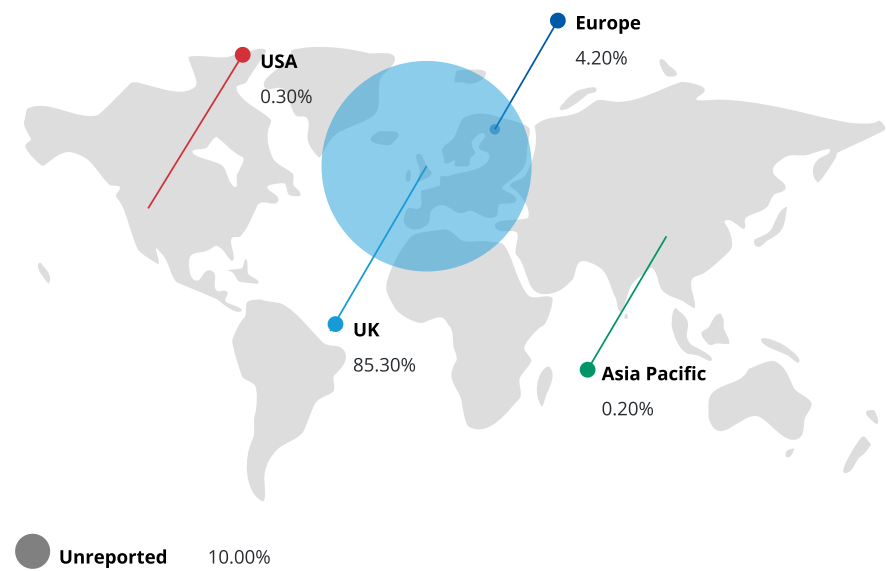 Europe
4.20%
USA
0.30%
UK
85.30%
Asia Pacific
0.20%
Unreported 10.00%